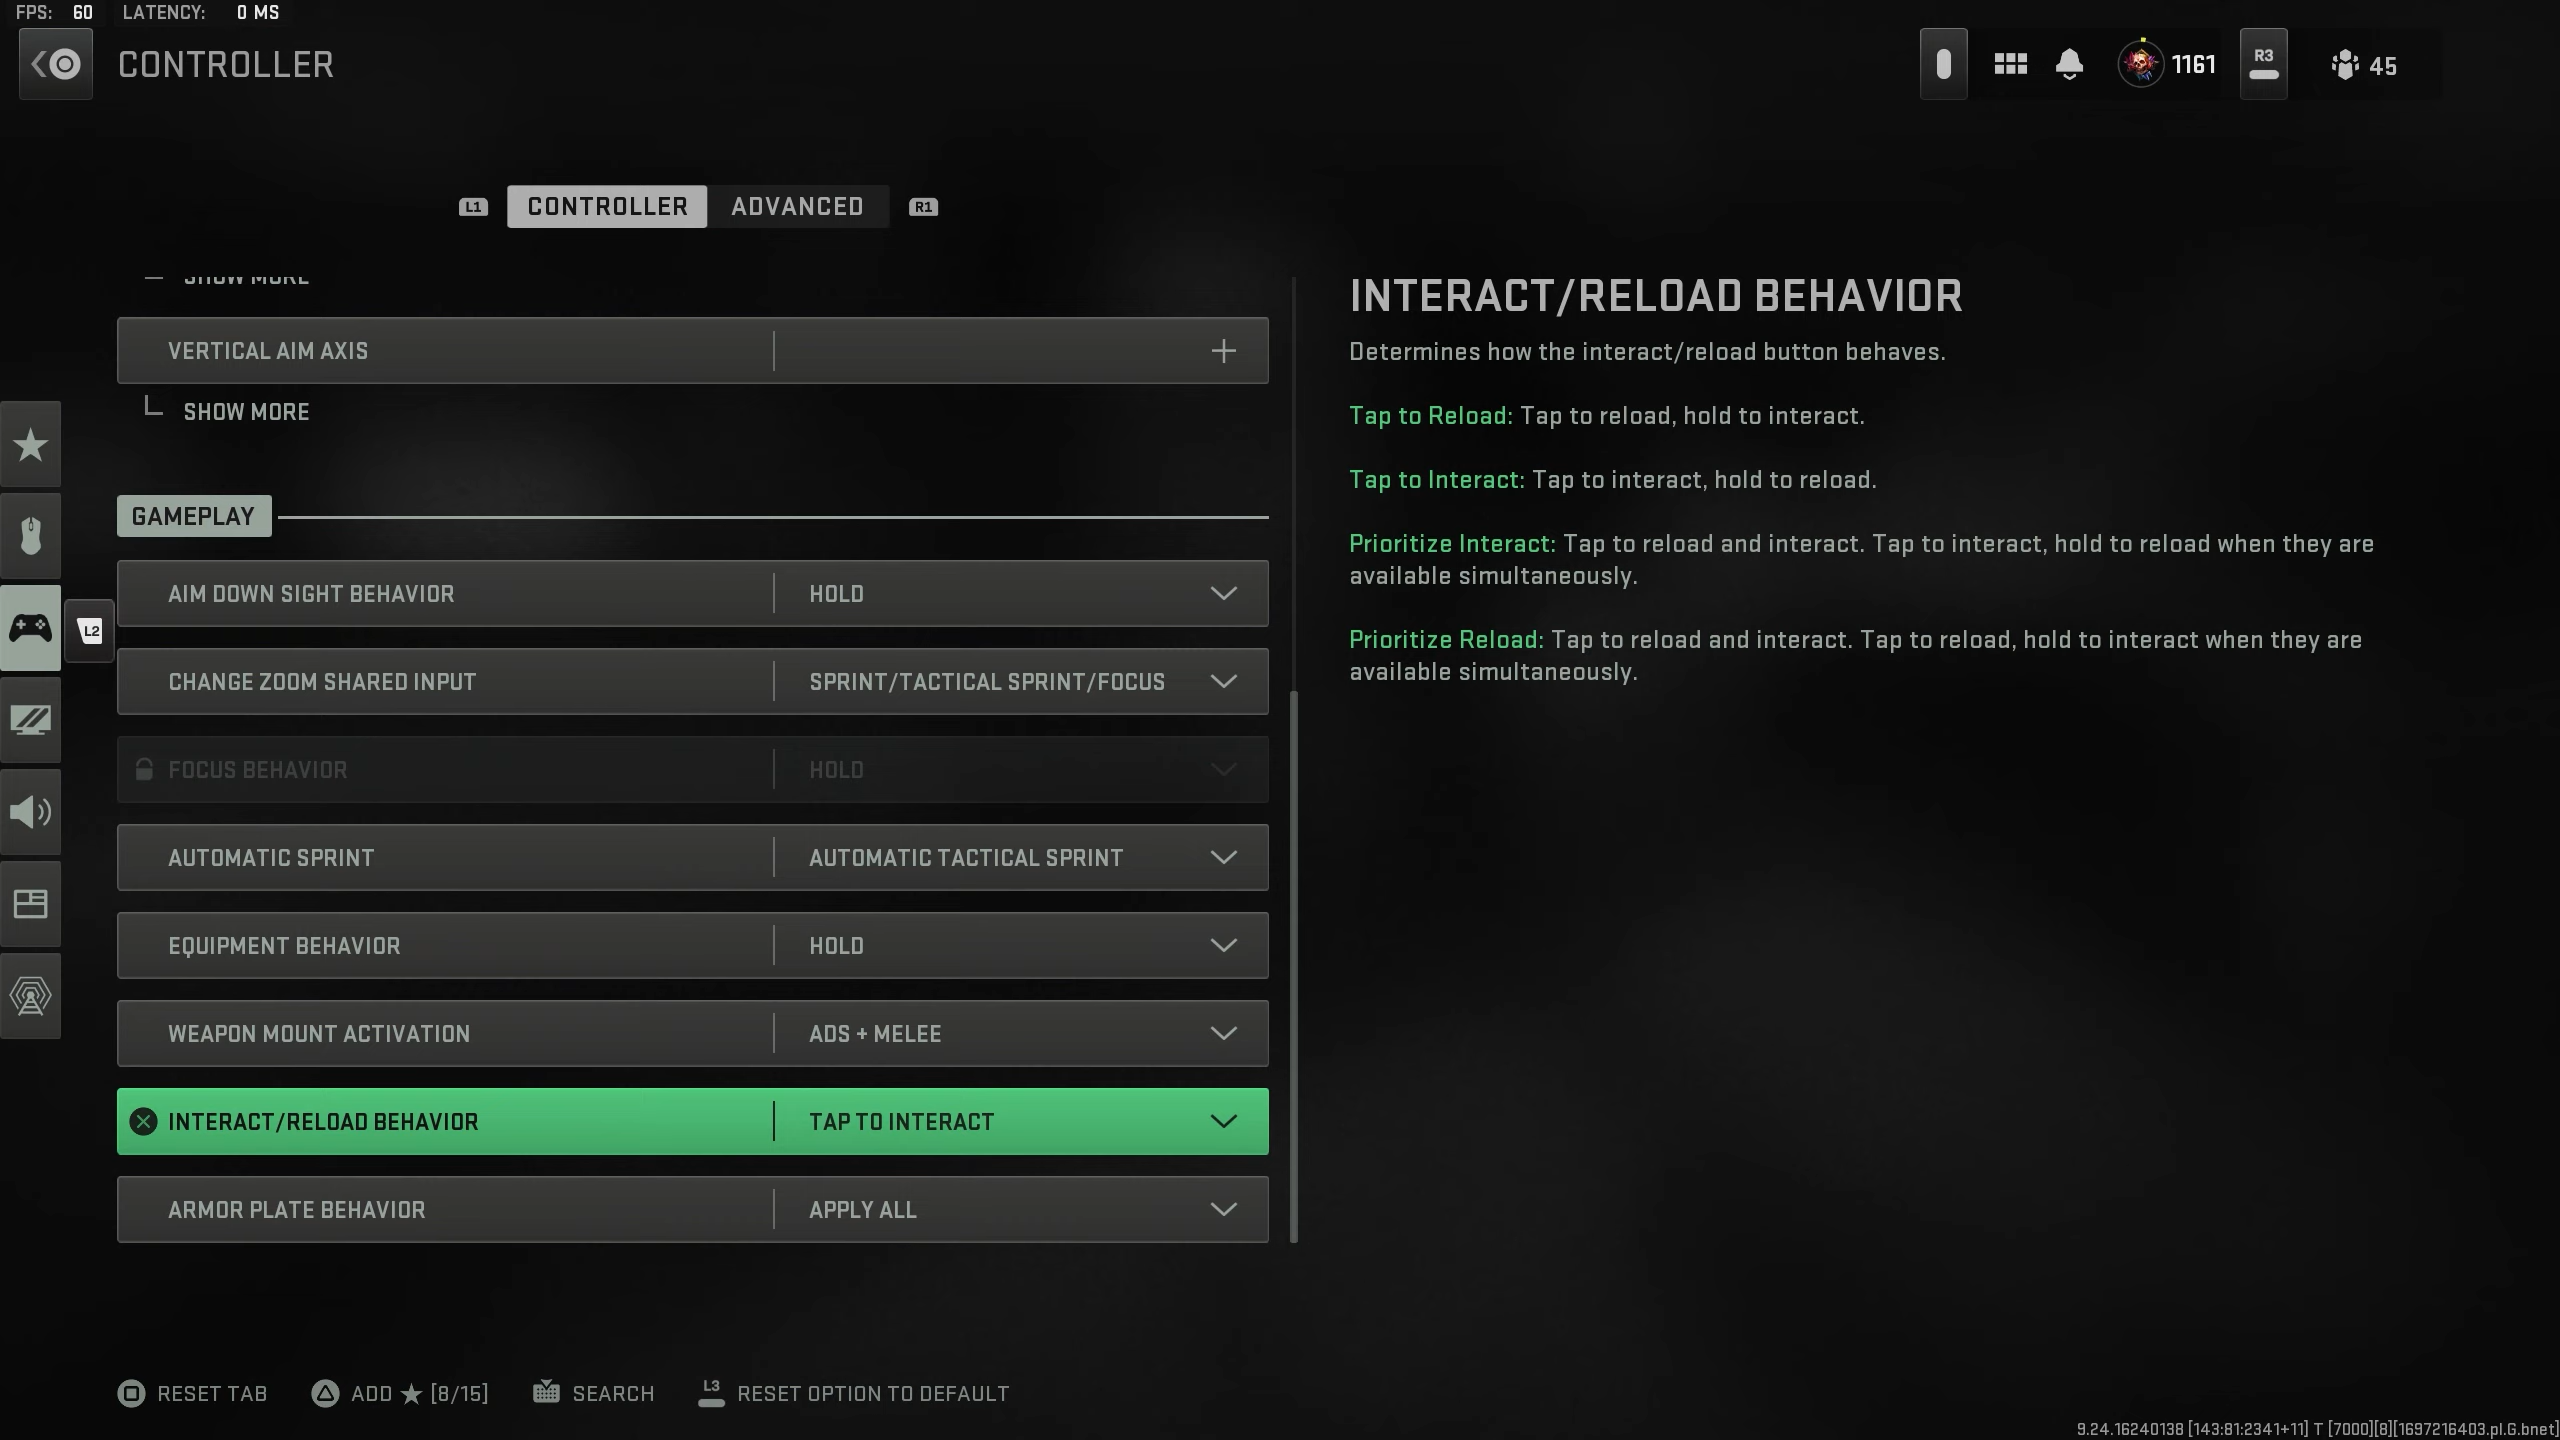 FPS: 60 LATENCY: 0 MS
CONTROLLER
1161
R3
45
L1 CONTROLLER ADVANCED R1
SHOW MORE
VERTICAL AIM AXIS
SHOW MORE
GAMEPLAY
AIM DOWN SIGHT BEHAVIOR HOLD
L2
CHANGE ZOOM SHARED INPUT SPRINT/TACTICAL SPRINT/FOCUS
FOCUS BEHAVIOR HOLD
AUTOMATIC SPRINT AUTOMATIC TACTICAL SPRINT
EQUIPMENT BEHAVIOR HOLD
WEAPON MOUNT ACTIVATION ADS + MELEE
INTERACT/RELOAD BEHAVIOR TAP TO INTERACT
ARMOR PLATE BEHAVIOR APPLY ALL
INTERACT/RELOAD BEHAVIOR
Determines how the interact/reload button behaves.
Tap to Reload: Tap to reload, hold to interact.
Tap to Interact: Tap to interact, hold to reload.
Prioritize Interact: Tap to reload and interact. Tap to interact, hold to reload when they are
available simultaneously.
Prioritize Reload: Tap to reload and interact. Tap to reload, hold to interact when they are
available simultaneously.
RESET TAB ADD ★ [8/15] SEARCH L3 RESET OPTION TO DEFAULT
9.24.16240138 [143:81:2341+11] T [7000][8][1697216403.pl.G.bnet]